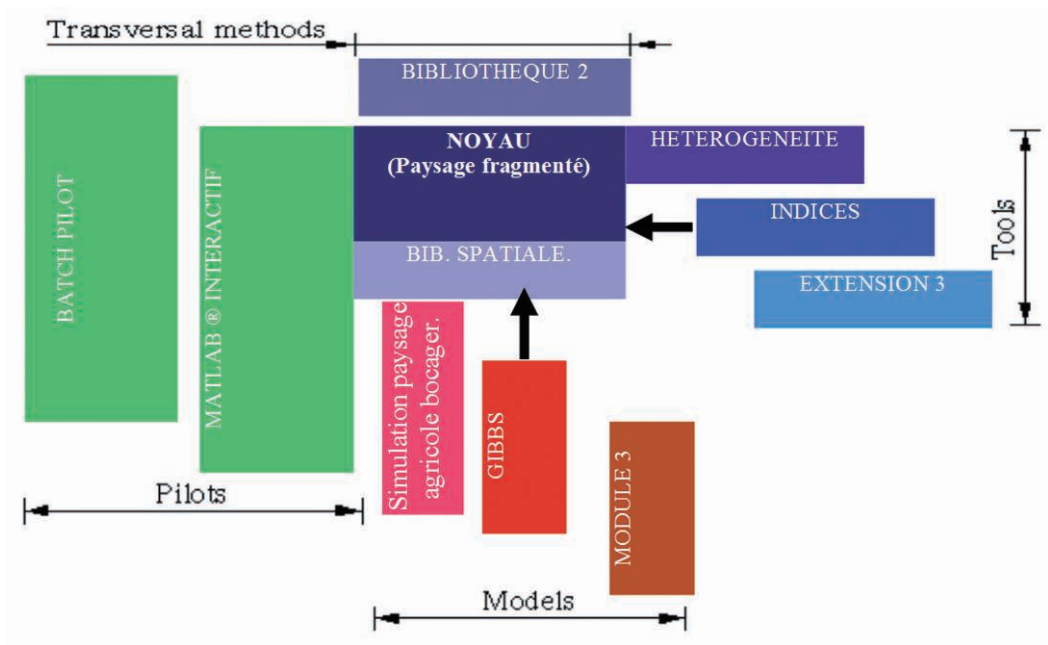 Transversal methods
BIBLIOTHEQUE 2
NOYAU
(Paysage fragmenté)
HETEROGENEITE
INDICES
EXTENSION 3
Tools
BIB. SPATIALE.
BATCH PILOT
MATLAB ® INTERACTIF
Pilots
Simulation paysage
agricole bocager.
GIBBS
MODULE 3
Models